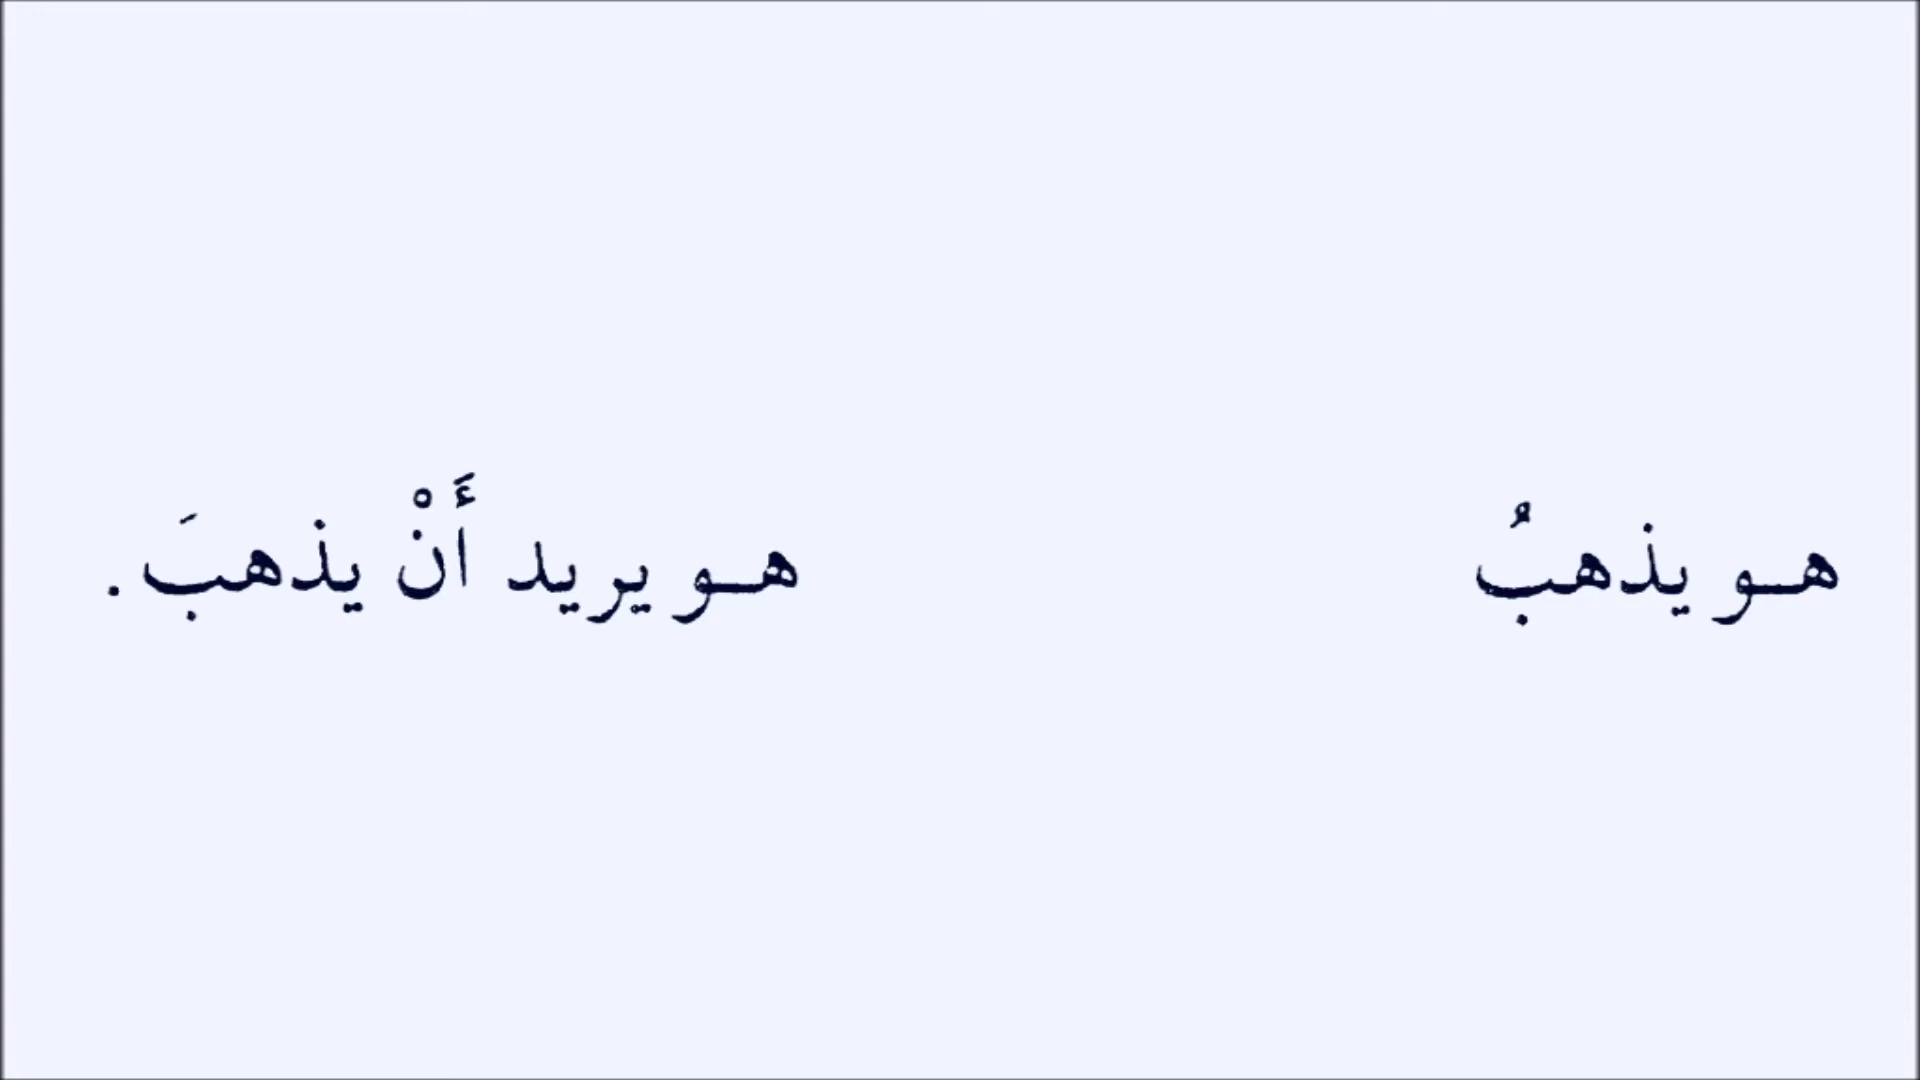 هو يذهبُ
هو يريد أَنْ يذهبَ .